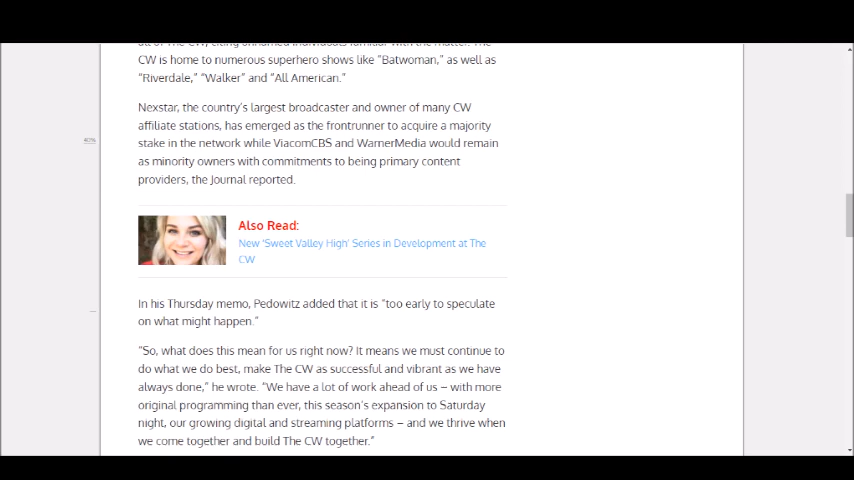 all of The CW, citing unnamed individuals familiar with the matter. The
CW is home to numerous superhero shows like “Batwoman,” as well as
“Riverdale,” “Walker” and “All American.”
Nexstar, the country’s largest broadcaster and owner of many CW
affiliate stations, has emerged as the frontrunner to acquire a majority
40%
stake in the network while ViacomCBS and WarnerMedia would remain
as minority owners with commitments to being primary content
providers, the Journal reported.
Also Read:
New ‘Sweet Valley High’ Series in Development at The
CW
In his Thursday memo, Pedowitz added that it is “too early to speculate
on what might happen.”
“So, what does this mean for us right now? It means we must continue to
do what we do best, make The CW as successful and vibrant as we have
always done,” he wrote. “We have a lot of work ahead of us – with more
original programming than ever, this season’s expansion to Saturday
night, our growing digital and streaming platforms – and we thrive when
we come together and build The CW together.”